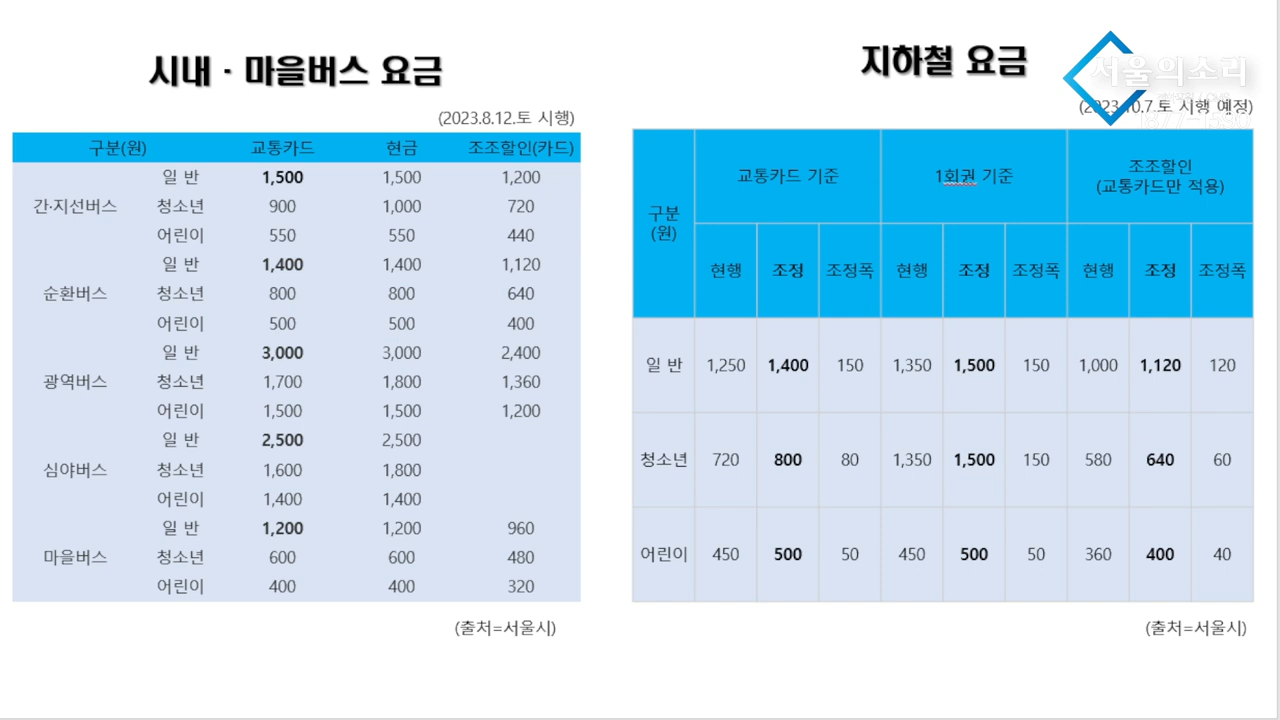 시내 · 마을버스 요금
(2023.8.12.토 시행)
구분(원) 교통카드 현금 조조할인(카드)
간·지선버스 일 반 1,500 1,500 1,200
청소년 900 1,000 720
어린이 550 550 440
순환버스 일 반 1,400 1,400 1,120
청소년 800 800 640
어린이 500 500 400
광역버스 일 반 3,000 3,000 2,400
청소년 1,700 1,800 1,360
어린이 1,500 1,500 1,200
심야버스 일 반 2,500 2,500
청소년 1,600 1,800
어린이 1,400 1,400
마을버스 일 반 1,200 1,200 960
청소년 600 600 480
어린이 400 400 320
(출처=서울시)
지하철 요금
서울의소리
(2023.10.7.토 시행 예정)
구분
(원)
교통카드 기준 1회권 기준 조조할인
(교통카드만 적용)
현행 조정 조정폭 현행 조정 조정폭 현행 조정 조정폭
일 반 1,250 1,400 150 1,350 1,500 150 1,000 1,120 120
청소년 720 800 80 1,350 1,500 150 580 640 60
어린이 450 500 50 450 500 50 360 400 40
(출처=서울시)